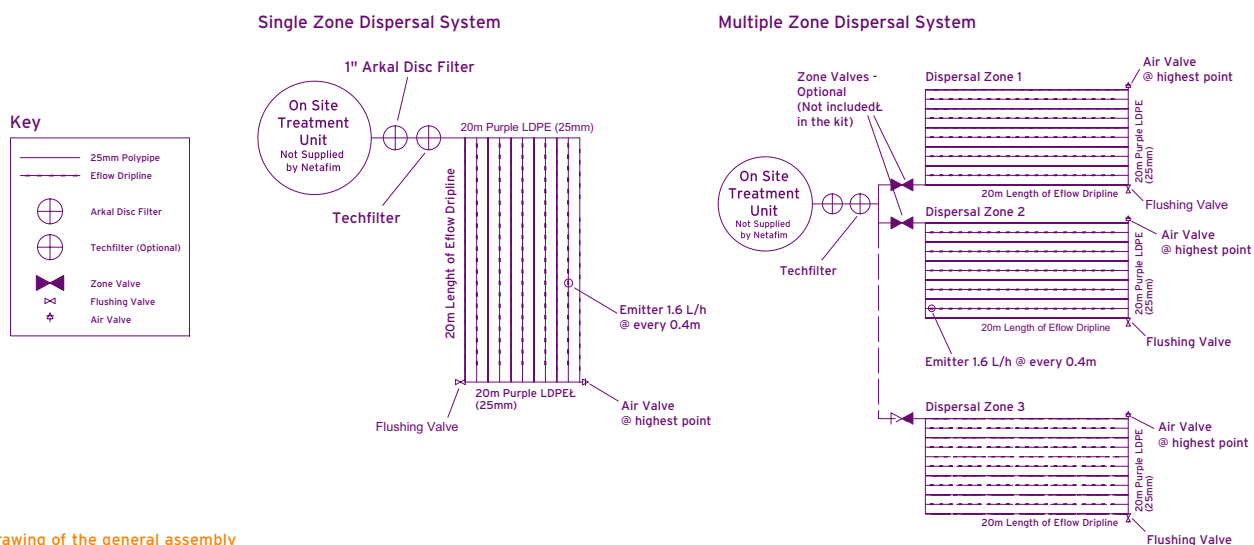 Single Zone Dispersal System
Multiple Zone Dispersal System
Key
25mm Polypipe
Eflow Dripline
Arkal Disc Filter
Techfilter (Optional)
Zone Valve
Flushing Valve
Air Valve
1" Arkal Disc Filter
On Site
Treatment
Unit
Not Supplied
by Netafim
20m Purple LDPE (25mm)
Techfilter
20m Lenght of Eflow Dripline
Emitter 1.6 L/h
@ every 0.4m
20m Purple LDPEŁ
(25mm)
Flushing Valve
Air Valve
@ highest point
Zone Valves -
Optional
(Not includedŁ
in the kit)
On Site
Treatment
Unit
Not Supplied
by Netafim
Techfilter
Dispersal Zone 1
Air Valve
@ highest point
20m Purple LDPE
(25mm)
20m Length of Eflow Dripline
Flushing Valve
Dispersal Zone 2
Air Valve
@ highest point
20m Purple LDPE
(25mm)
20m Length of Eflow Dripline
Flushing Valve
Emitter 1.6 L/h @ every 0.4m
Dispersal Zone 3
Air Valve
@ highest point
20m Purple LDPE
(25mm)
20m Length of Eflow Dripline
Flushing Valve
rawing of the general assembly